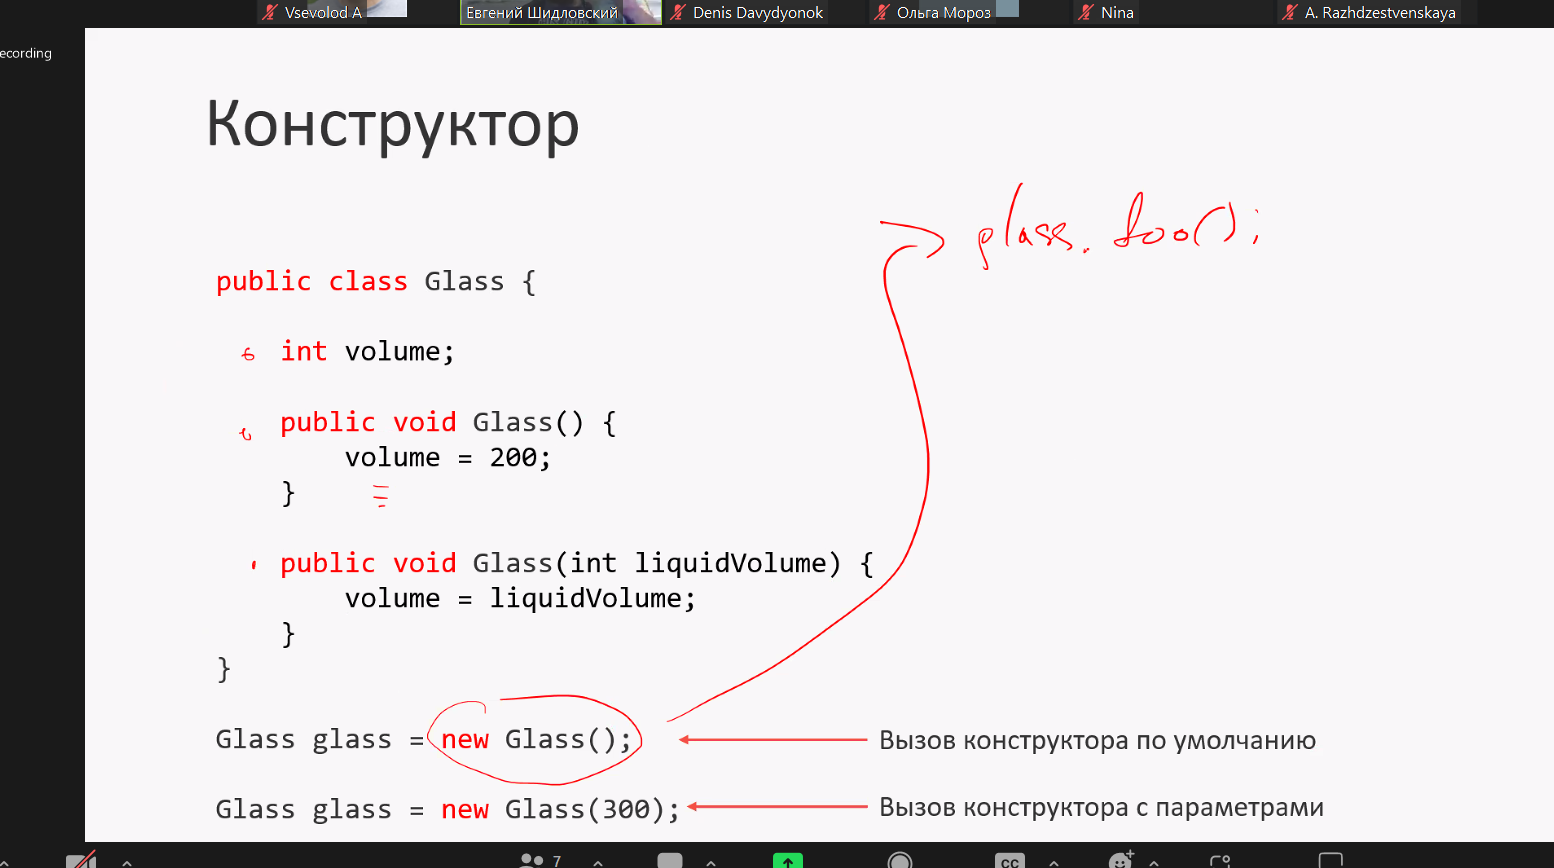 Vsevolod A Евгений Шидловский Denis Davydyonok Ольга Мороз Nina A. Razhdzestvenskaya
ecording
Конструктор
glass.foo();
public class Glass {
int volume;
public void Glass() {
volume = 200;
}
public void Glass(int liquidVolume) {
volume = liquidVolume;
}
}
Glass glass = new Glass(); Вызов конструктора по умолчанию
Glass glass = new Glass(300); Вызов конструктора с параметрами
7 CC